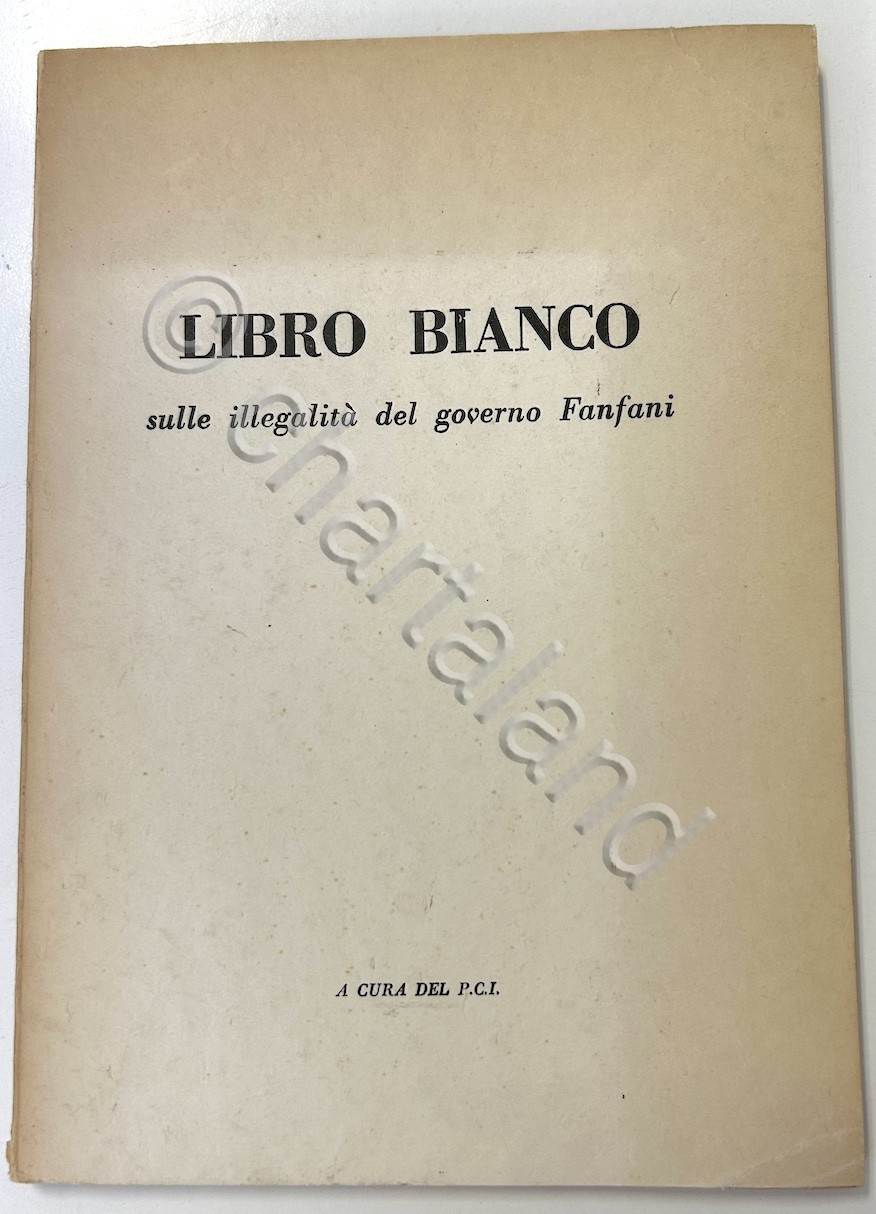 LIBRO BIANCO
sulle illegalità del governo Fanfani
© chartaland
A CURA DEL P.C.I.